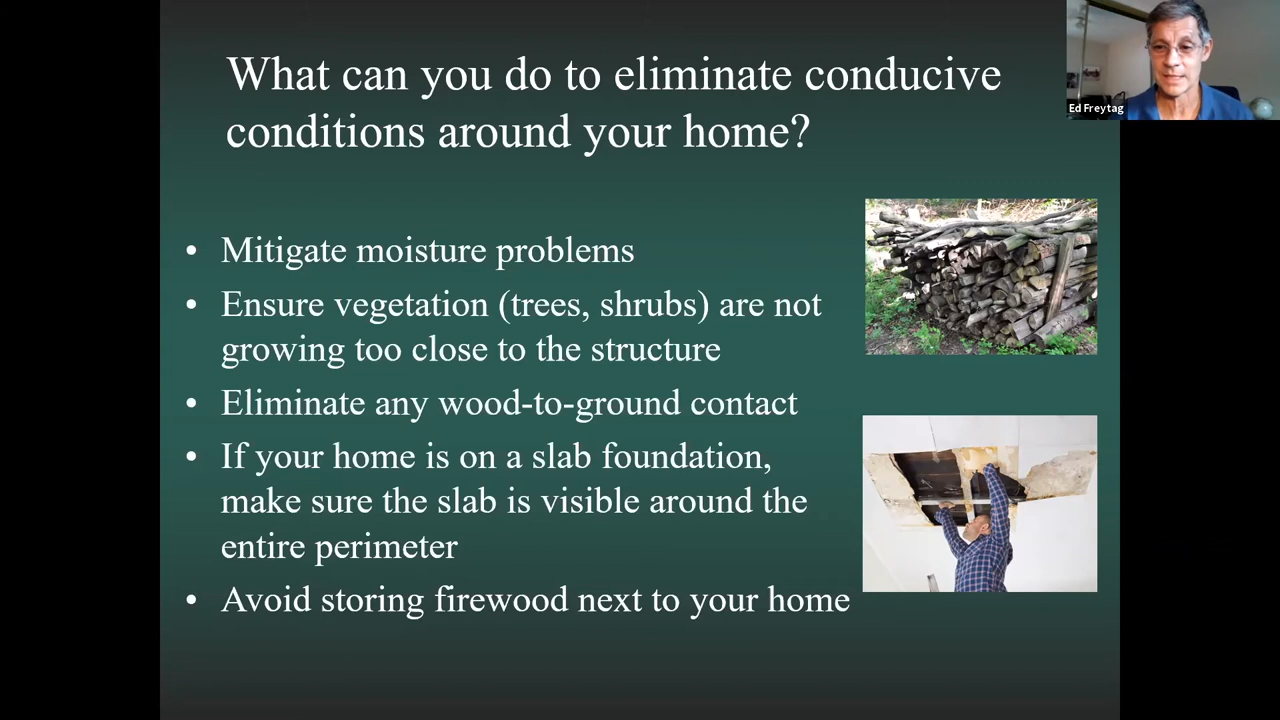 What can you do to eliminate conducive
conditions around your home?
Ed Freytag
• Mitigate moisture problems
• Ensure vegetation (trees, shrubs) are not
growing too close to the structure
• Eliminate any wood-to-ground contact
• If your home is on a slab foundation,
make sure the slab is visible around the
entire perimeter
• Avoid storing firewood next to your home